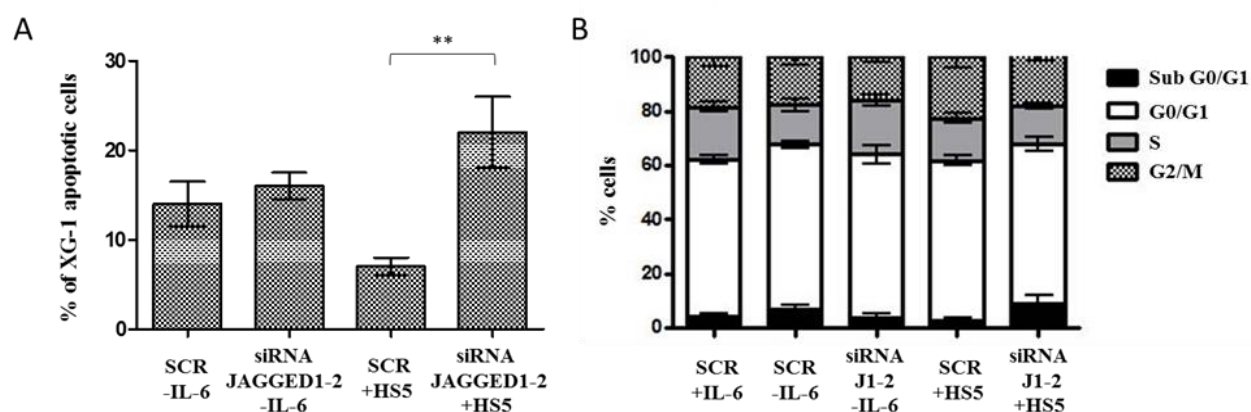 A
% of XG-1 apoptotic cells
30
20
10
0
**
SCR
-IL-6
siRNA
JAGGED1-2
-IL-6
SCR
+HS5
siRNA
JAGGED1-2
+HS5
B
% cells
100
80
60
40
20
0
SCR
+IL-6
SCR
-IL-6
siRNA
J1-2
-IL-6
SCR
+HS5
siRNA
J1-2
+HS5
Sub G0/G1
G0/G1
S
G2/M